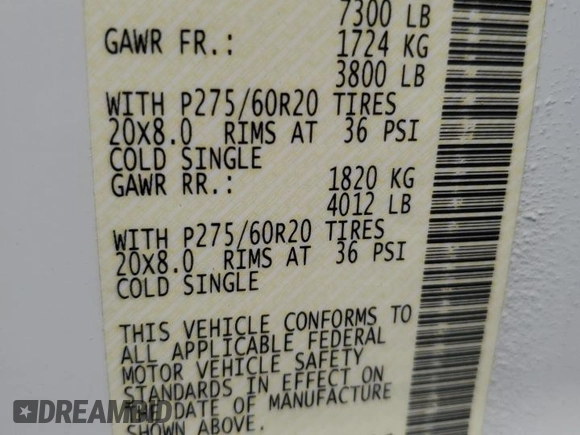 7300 LB
GAWR FR.: 1724 KG
3800 LB
WITH P275/60R20 TIRES
20X8.0 RIMS AT 36 PSI
COLD SINGLE
GAWR RR.: 1820 KG
4012 LB
WITH P275/60R20 TIRES
20X8.0 RIMS AT 36 PSI
COLD SINGLE
THIS VEHICLE CONFORMS TO
ALL APPLICABLE FEDERAL
MOTOR VEHICLE SAFETY
STANDARDS IN EFFECT ON
THE DATE OF MANUFACTURE
SHOWN ABOVE.
DREAMBID